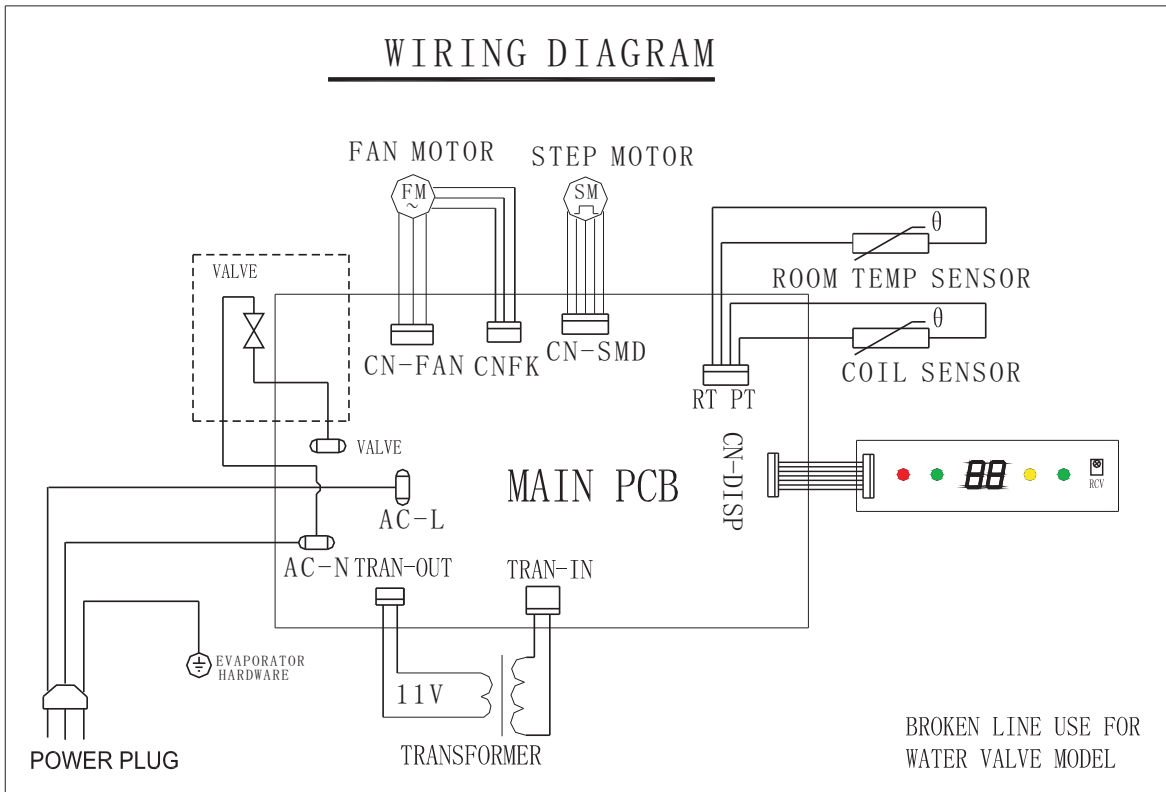 WIRING DIAGRAM
FAN MOTOR
STEP MOTOR
FM
~
SM
θ
ROOM TEMP SENSOR
VALVE
θ
COIL SENSOR
CN-FAN
CNFK
CN-SMD
RT PT
VALVE
CN-DISP
MAIN PCB
88
RCV
AC-L
AC-N
TRAN-OUT
TRAN-IN
EVAPORATOR
HARDWARE
11V
TRANSFORMER
POWER PLUG
BROKEN LINE USE FOR
WATER VALVE MODEL